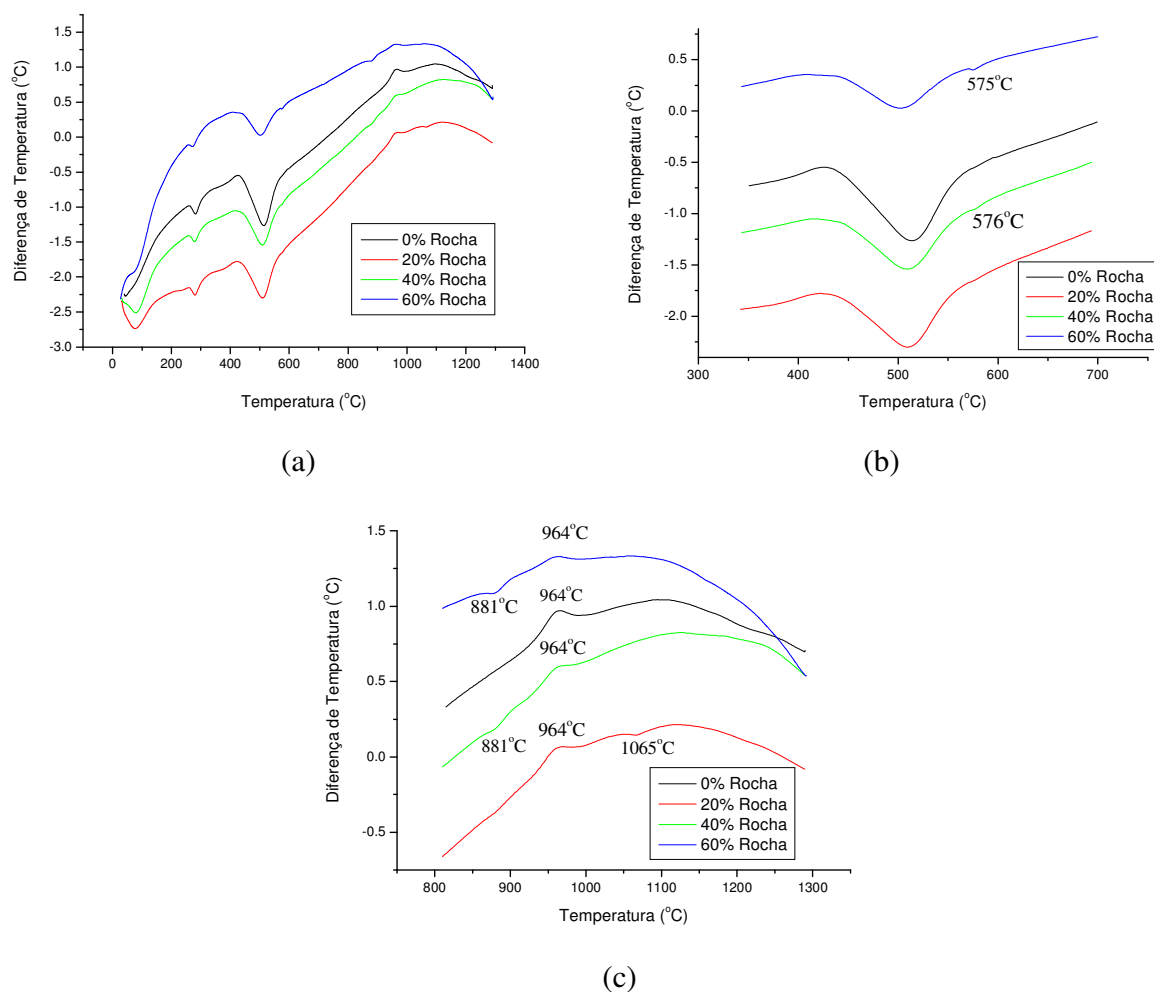 1.5
1.0
0.5
0.0
-0.5
-1.0
-1.5
-2.0
-2.5
-3.0
Diferença de Temperatura (°C)
0% Rocha
20% Rocha
40% Rocha
60% Rocha
0 200 400 600 800 1000 1200 1400
Temperatura (°C)
(a)
0.5
0.0
-0.5
-1.0
-1.5
-2.0
Diferença de Temperatura (°C)
575°C
576°C
0% Rocha
20% Rocha
40% Rocha
60% Rocha
300 400 500 600 700
Temperatura (°C)
(b)
1.5
1.0
0.5
0.0
-0.5
Diferença de Temperatura (°C)
964°C
881°C
964°C
964°C
881°C
964°C
1065°C
0% Rocha
20% Rocha
40% Rocha
60% Rocha
800 900 1000 1100 1200 1300
Temperatura (°C)
(c)